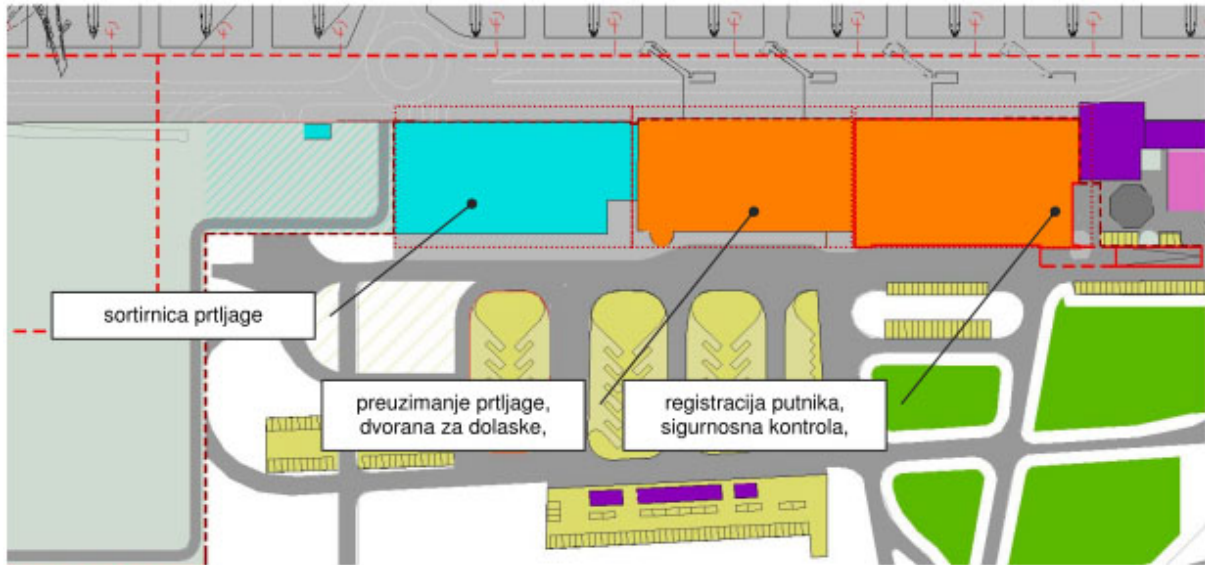 sortirnica prtljage
preuzimanje prtljage,
dvorana za dolaske,
registracija putnika,
sigurnosna kontrola,